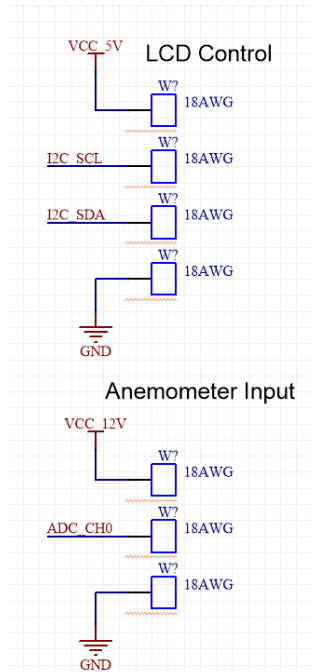 VCC_5V
LCD Control
W?
18AWG
I2C_SCL
W?
18AWG
I2C_SDA
W?
18AWG
W?
18AWG
GND
Anemometer Input
VCC_12V
W?
18AWG
ADC_CH0
W?
18AWG
W?
18AWG
GND